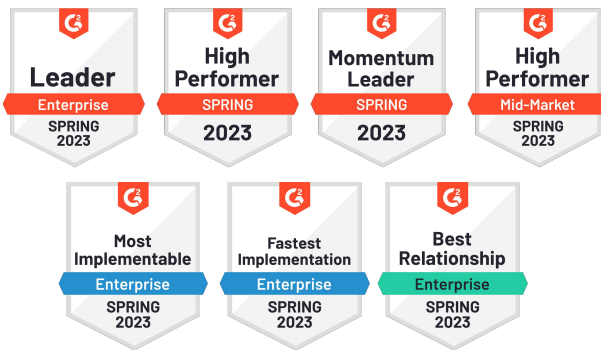 G2
Leader
Enterprise
SPRING
2023
G2
High
Performer
SPRING
2023
G2
Momentum
Leader
SPRING
2023
G2
High
Performer
Mid-Market
SPRING
2023
G2
Most
Implementable
Enterprise
SPRING
2023
G2
Fastest
Implementation
Enterprise
SPRING
2023
G2
Best
Relationship
Enterprise
SPRING
2023